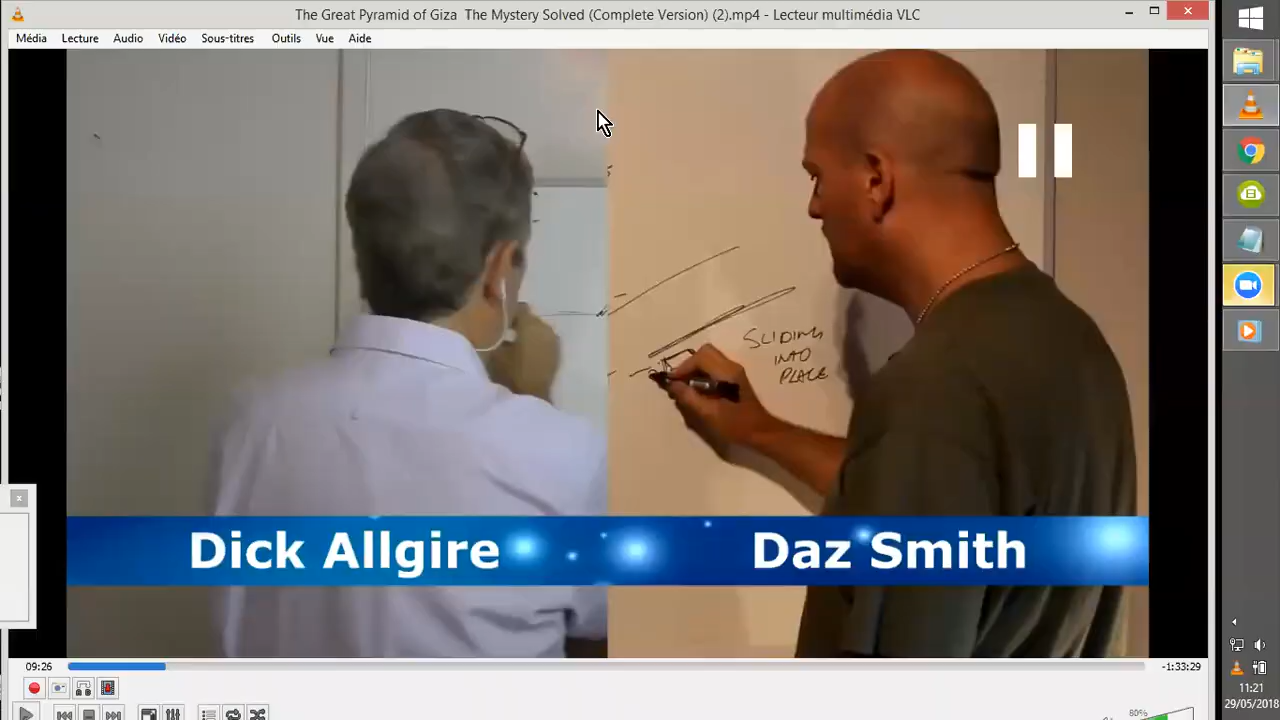 The Great Pyramid of Giza  The Mystery Solved (Complete Version) (2).mp4 - Lecteur multimédia VLC
Média Lecture Audio Vidéo Sous-titres Outils Vue Aide
SLIDING
INTO
PLACE
Dick Allgire
Daz Smith
09:26
-1:33:29
80%
11:21
29/05/2018